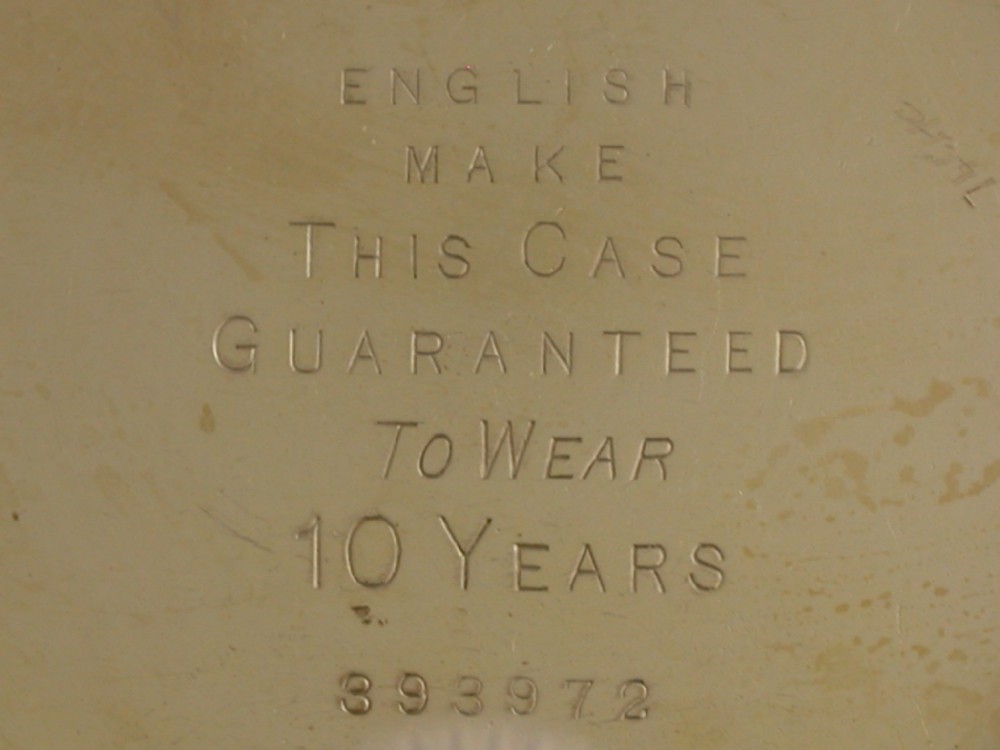 ENGLISH
MAKE
THIS CASE
GUARANTEED
TO WEAR
10 YEARS
393972